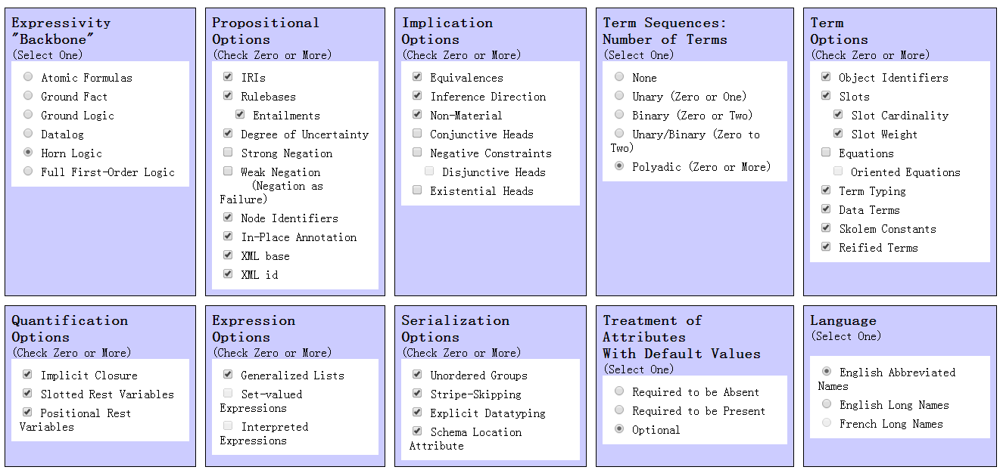 Expressivity
"Backbone"
(Select One)
Atomic Formulas
Ground Fact
Ground Logic
Datalog
Horn Logic
Full First-Order Logic
Propositional
Options
(Check Zero or More)
IRIs
Rulebases
Entailments
Degree of Uncertainty
Strong Negation
Weak Negation
(Negation as
Failure)
Node Identifiers
In-Place Annotation
XML base
XML id
Implication
Options
(Check Zero or More)
Equivalences
Inference Direction
Non-Material
Conjunctive Heads
Negative Constraints
Disjunctive Heads
Existential Heads
Term Sequences:
Number of Terms
(Select One)
None
Unary (Zero or One)
Binary (Zero or Two)
Unary/Binary (Zero to
Two)
Polyadic (Zero or More)
Term
Options
(Check Zero or More)
Object Identifiers
Slots
Slot Cardinality
Slot Weight
Equations
Oriented Equations
Term Typing
Data Terms
Skolem Constants
Reified Terms
Quantification
Options
(Check Zero or More)
Implicit Closure
Slotted Rest Variables
Positional Rest
Variables
Expression
Options
(Check Zero or More)
Generalized Lists
Set-valued
Expressions
Interpreted
Expressions
Serialization
Options
(Check Zero or More)
Unordered Groups
Stripe-Skipping
Explicit Datatyping
Schema Location
Attribute
Treatment of
Attributes
With Default Values
(Select One)
Required to be Absent
Required to be Present
Optional
Language
(Select One)
English Abbreviated
Names
English Long Names
French Long Names